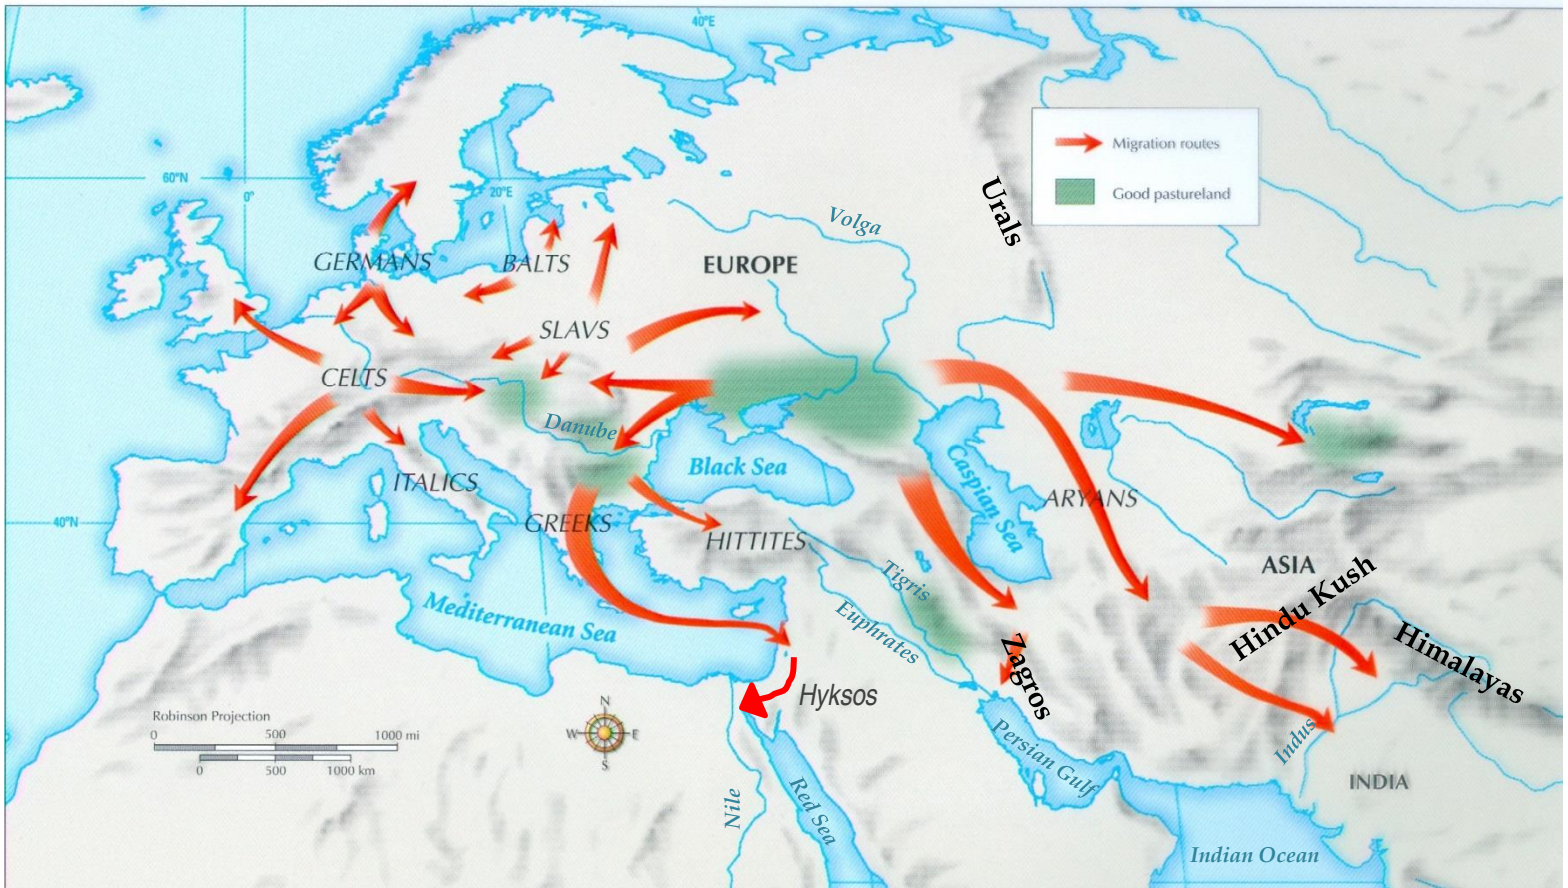 40°E
Migration routes
Good pastureland
Urals
60°N
0°
20°E
Volga
GERMANS
BALTS
EUROPE
SLAVS
CELTS
Danube
Black Sea
Caspian Sea
ITALICS
ARYANS
40°N
GREEKS
HITTITES
ASIA
Tigris
Hindu Kush
Mediterranean Sea
Euphrates
Himalayas
Zagros
Hyksos
Robinson Projection
0 500 1000 mi
0 500 1000 km
N
W E
S
Persian Gulf
Indus
INDIA
Nile
Red Sea
Indian Ocean